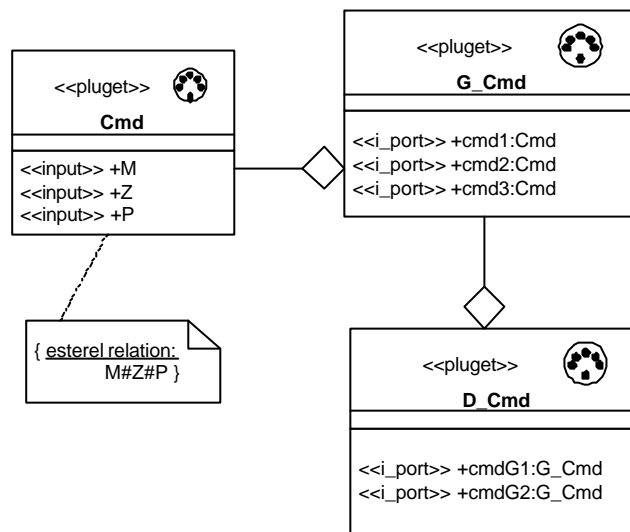 <<pluget>>
Cmd
<<input>> +M
<<input>> +Z
<<input>> +P
{ esterel relation:
M#Z#P }
<<pluget>>
G_Cmd
<<i_port>> +cmd1:Cmd
<<i_port>> +cmd2:Cmd
<<i_port>> +cmd3:Cmd
<<pluget>>
D_Cmd
<<i_port>> +cmdG1:G_Cmd
<<i_port>> +cmdG2:G_Cmd